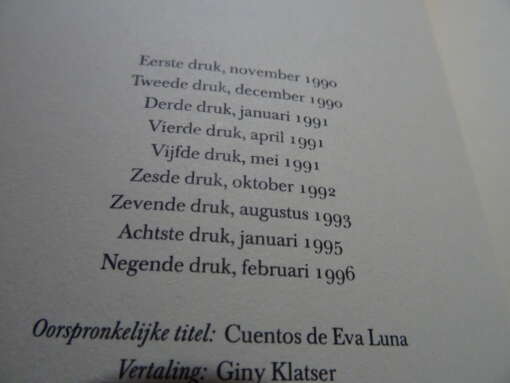 Eerste druk, november 1990
Tweede druk, december 1990
Derde druk, januari 1991
Vierde druk, april 1991
Vijfde druk, mei 1991
Zesde druk, oktober 1992
Zevende druk, augustus 1993
Achtste druk, januari 1995
Negende druk, februari 1996
Oorspronkelijke titel: Cuentos de Eva Luna
Vertaling: Giny Klatser